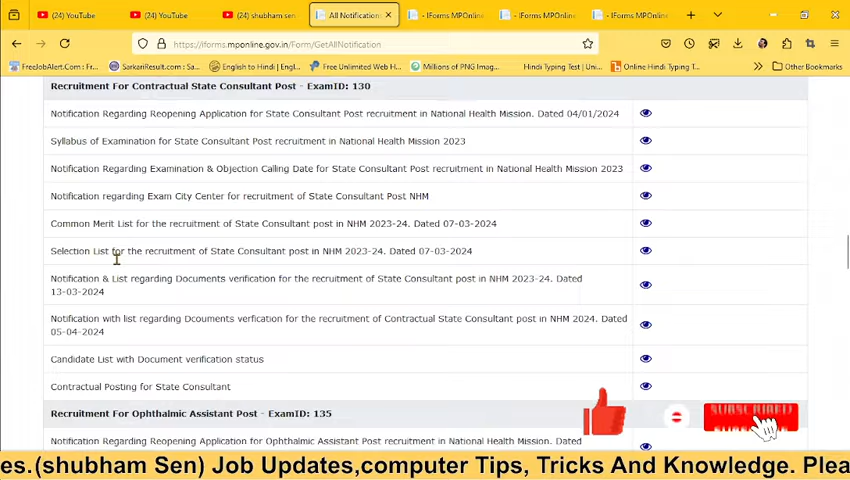 (24) YouTube
(24) YouTube
(24) shubham.sen
All Notification
- IForms MPOnline
- IForms MPOnline
- IForms MPOnline
https://iforms.mponline.gov.in/Form/GetAllNotification
FreeJobAlert.Com : Fr...
SarkariResult.com : S...
English to Hindi | Engl...
Free Unlimited Web H...
Millions of PNG Imag...
Hindi Typing Test | Uni...
Online Hindi Typing T...
Other Bookmarks
Recruitment For Contractual State Consultant Post - ExamID: 130
Notification Regarding Reopening Application for State Consultant Post recruitment in National Health Mission. Dated 04/01/2024
Syllabus of Examination for State Consultant Post recruitment in National Health Mission 2023
Notification Regarding Examination & Objection Calling Date for State Consultant Post recruitment in National Health Mission 2023
Notification regarding Exam City Center for recruitment of State Consultant Post NHM
Common Merit List for the recruitment of State Consultant post in NHM 2023-24. Dated 07-03-2024
Selection List for the recruitment of State Consultant post in NHM 2023-24. Dated 07-03-2024
Notification & List regarding Documents verification for the recruitment of State Consultant post in NHM 2023-24. Dated
13-03-2024
Notification with list regarding Dcouments verfication for the recruitment of Contractual State Consultant post in NHM 2024. Dated
05-04-2024
Candidate List with Document verification status
Contractual Posting for State Consultant
Recruitment For Ophthalmic Assistant Post - ExamID: 135
Notification Regarding Reopening Application for Ophthalmic Assistant Post recruitment in National Health Mission. Dated
es.(shubham Sen) Job Updates,computer Tips, Tricks And Knowledge. Plea